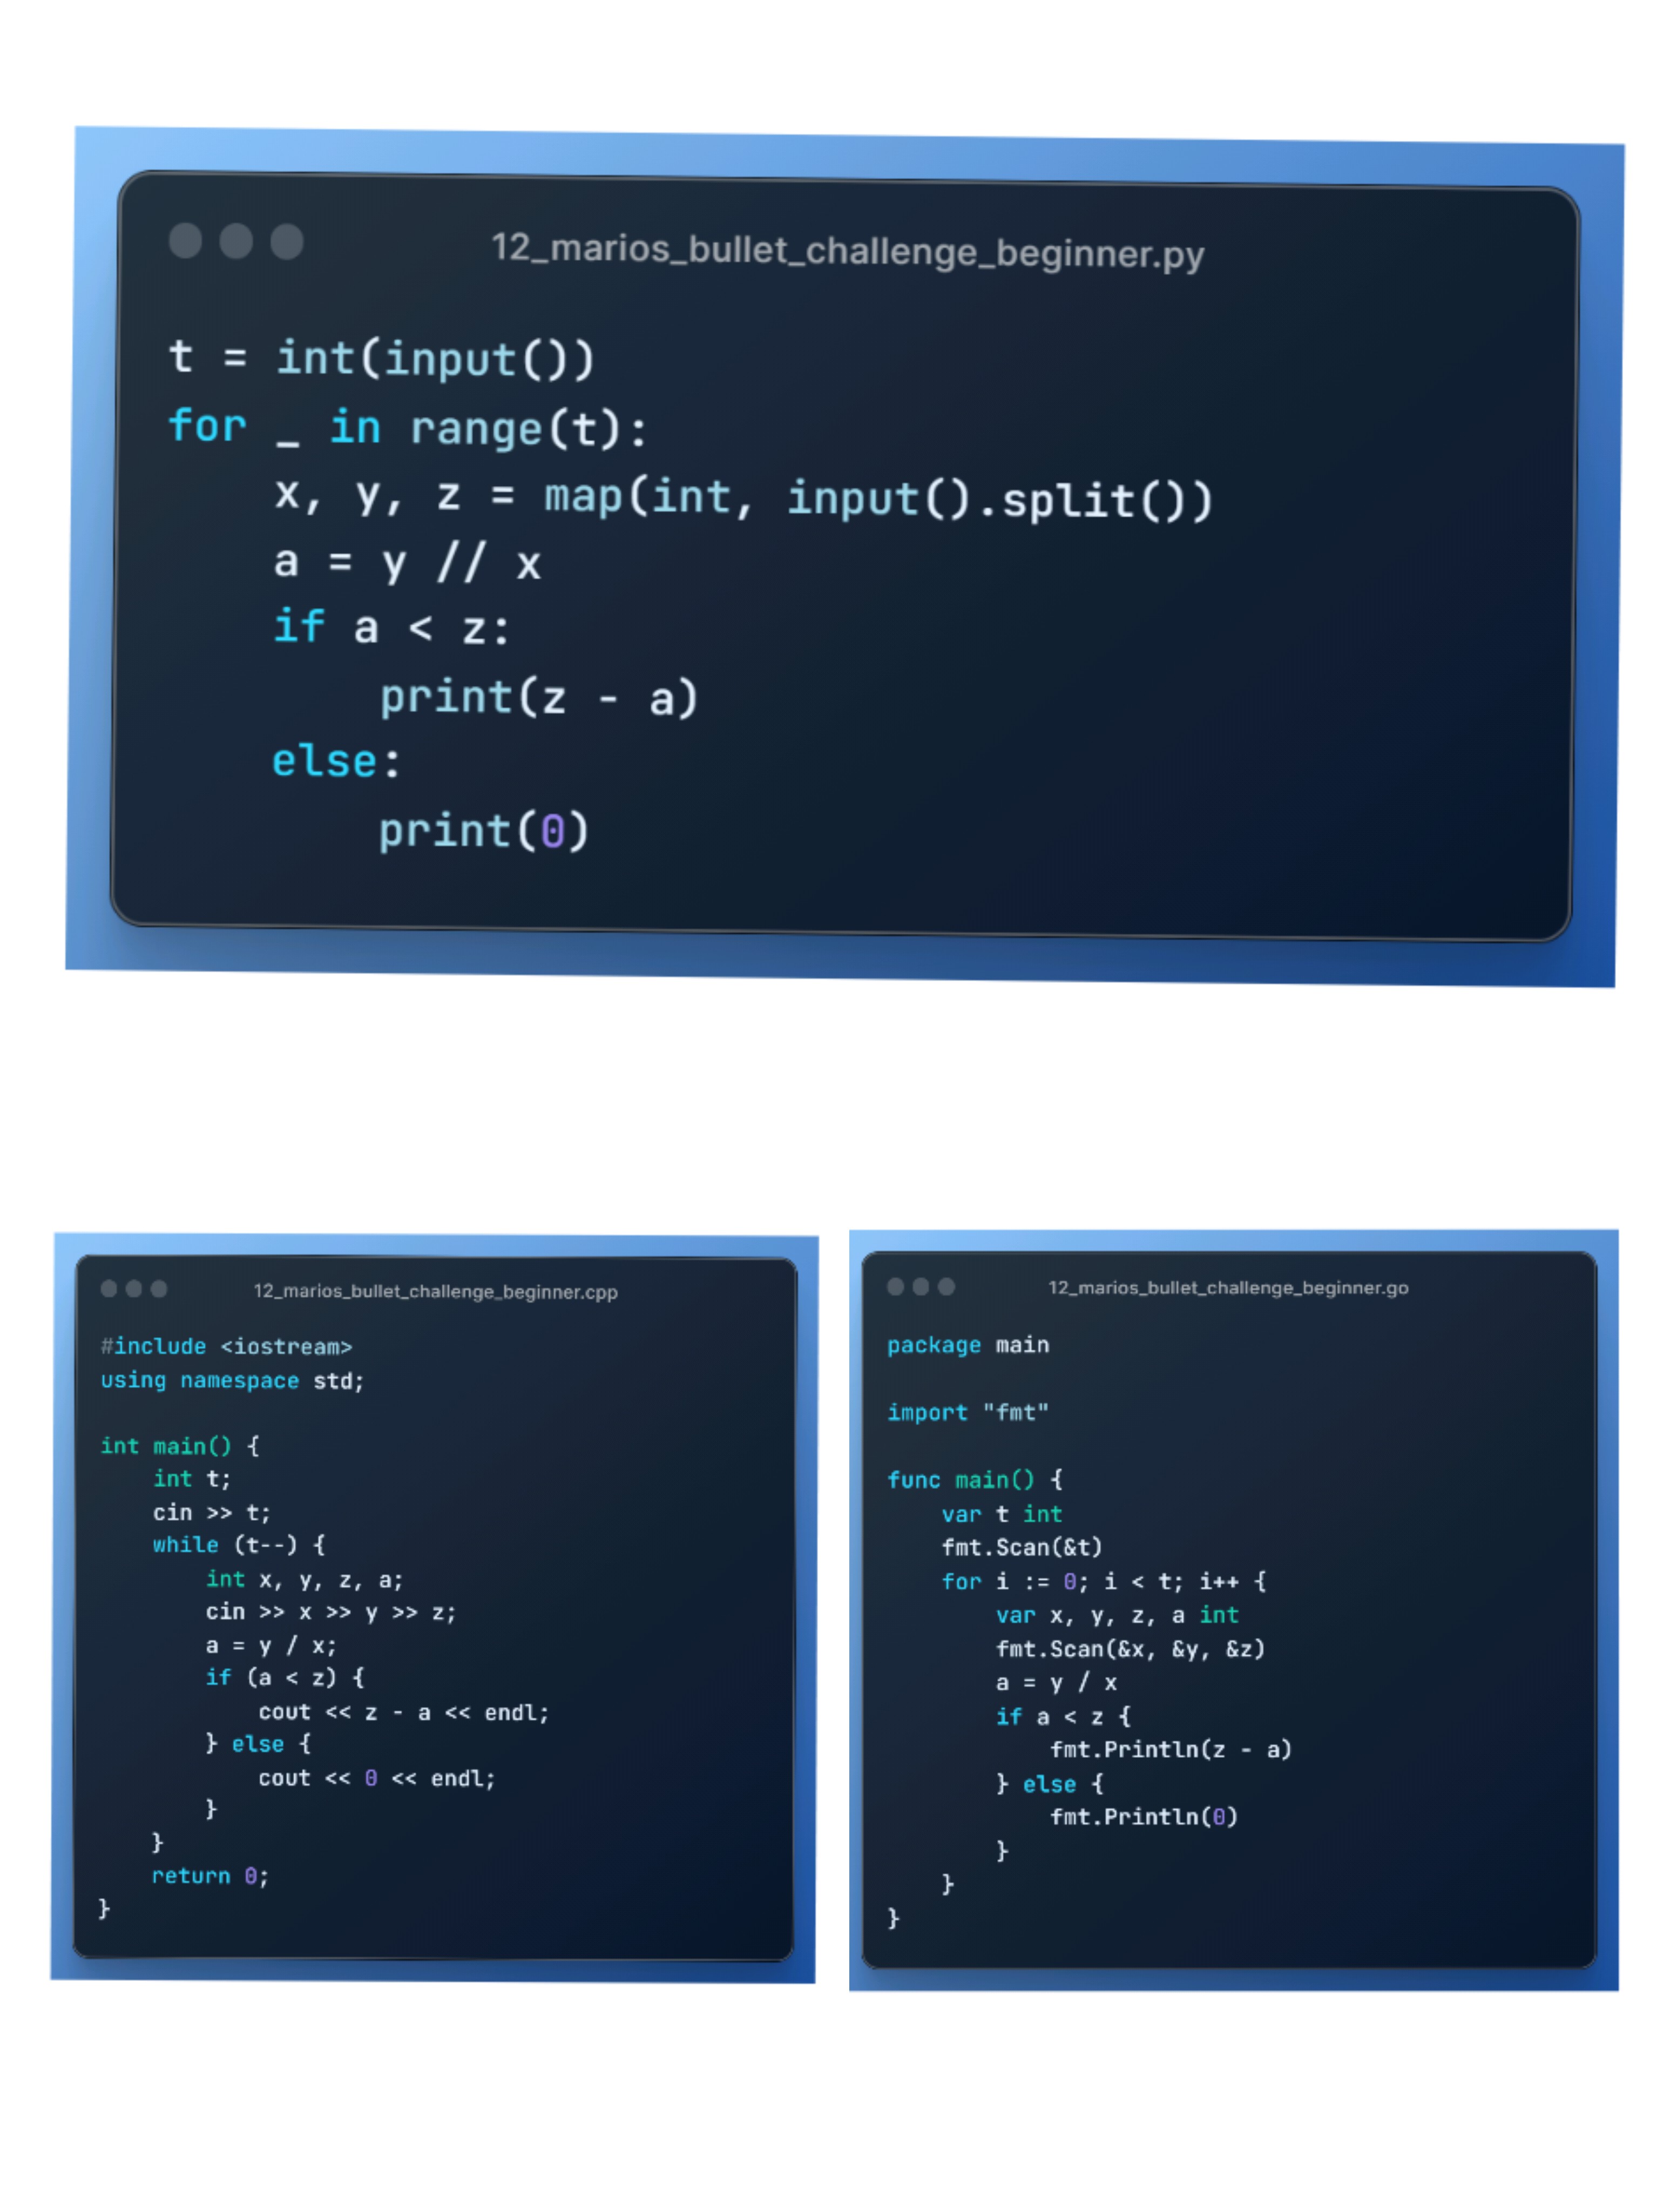 12_marios_bullet_challenge_beginner.py
t = int(input())
for _ in range(t):
    x, y, z = map(int, input().split())
    a = y // x
    if a < z:
        print(z - a)
    else:
        print(0)
12_marios_bullet_challenge_beginner.cpp
#include <iostream>
using namespace std;
int main() {
    int t;
    cin >> t;
    while (t--) {
        int x, y, z, a;
        cin >> x >> y >> z;
        a = y / x;
        if (a < z) {
            cout << z - a << endl;
        } else {
            cout << 0 << endl;
        }
    }
    return 0;
}
12_marios_bullet_challenge_beginner.go
package main
import "fmt"
func main() {
    var t int
    fmt.Scan(&t)
    for i := 0; i < t; i++ {
        var x, y, z, a int
        fmt.Scan(&x, &y, &z)
        a = y / x
        if a < z {
            fmt.Println(z - a)
        } else {
            fmt.Println(0)
        }
    }
}